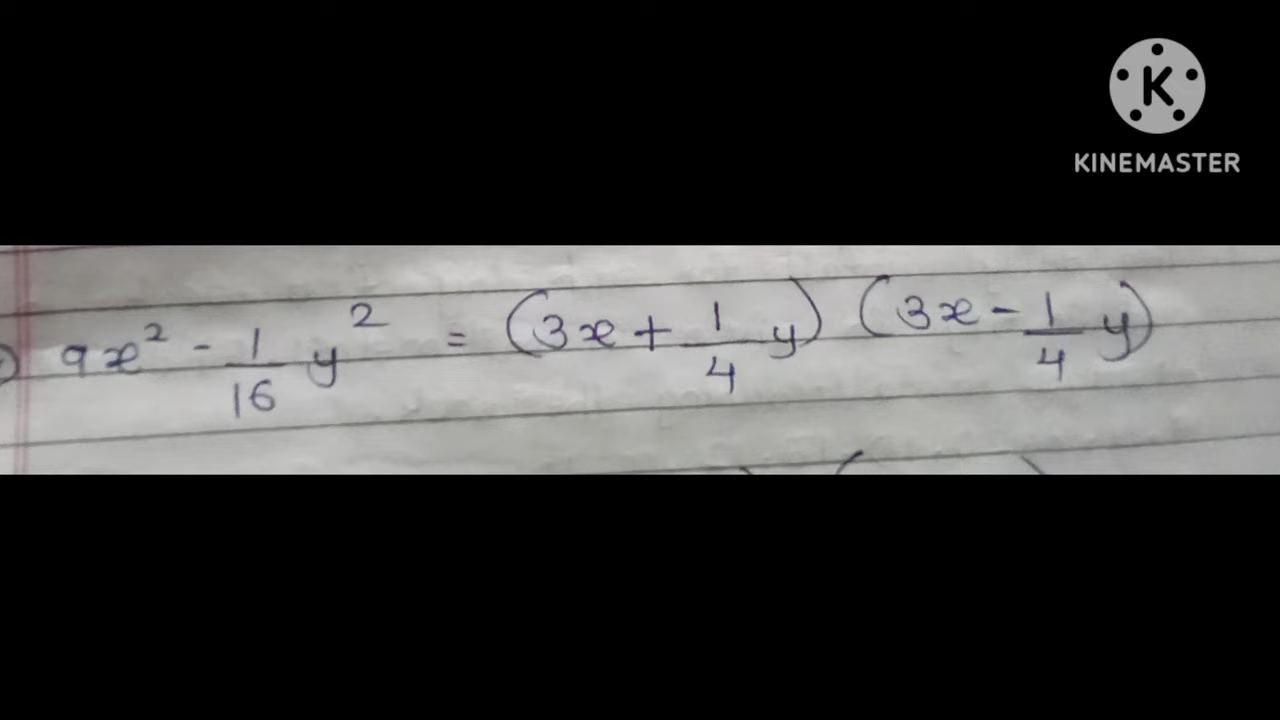 K
KINEMASTER
9x² - 1/16 y² = (3x + 1/4 y) (3x - 1/4 y)